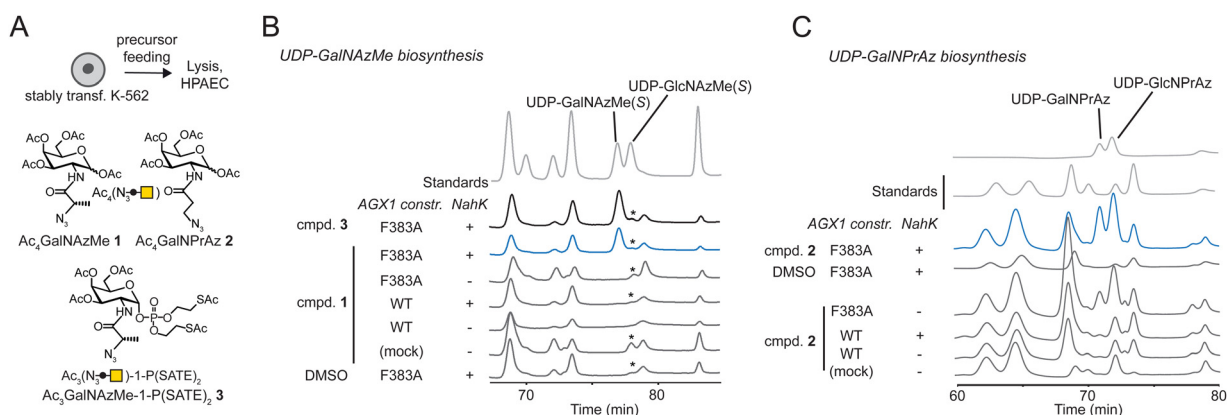 A
precursor
feeding
Lysis,
HPAEC
stably transf. K-562
AcO OAc
AcO
O
OAc
HN
O
N3
AcO OAc
AcO
O
OAc
HN
O
N3
Ac4(N3 )
Ac4GalNAzMe 1
Ac4GalNPrAz 2
AcO OAc
AcO
O
HN
O
P
O
O
O
SAc
SAc
O
N3
Ac3(N3 )-1-P(SATE)2
Ac3GalNAzMe-1-P(SATE)2 3
B
UDP-GalNAzMe biosynthesis
UDP-GalNAzMe(S)
UDP-GlcNAzMe(S)
Standards
AGX1 constr. NahK
cmpd. 3 F383A + *
F383A + *
F383A - *
cmpd. 1 WT + *
WT -
(mock) - *
DMSO F383A + *
70 80
Time (min)
C
UDP-GalNPrAz biosynthesis
UDP-GalNPrAz
UDP-GlcNPrAz
Standards
AGX1 constr. NahK
cmpd. 2 F383A +
DMSO F383A +
F383A -
cmpd. 2 WT +
WT -
(mock) -
60 70 80
Time (min)